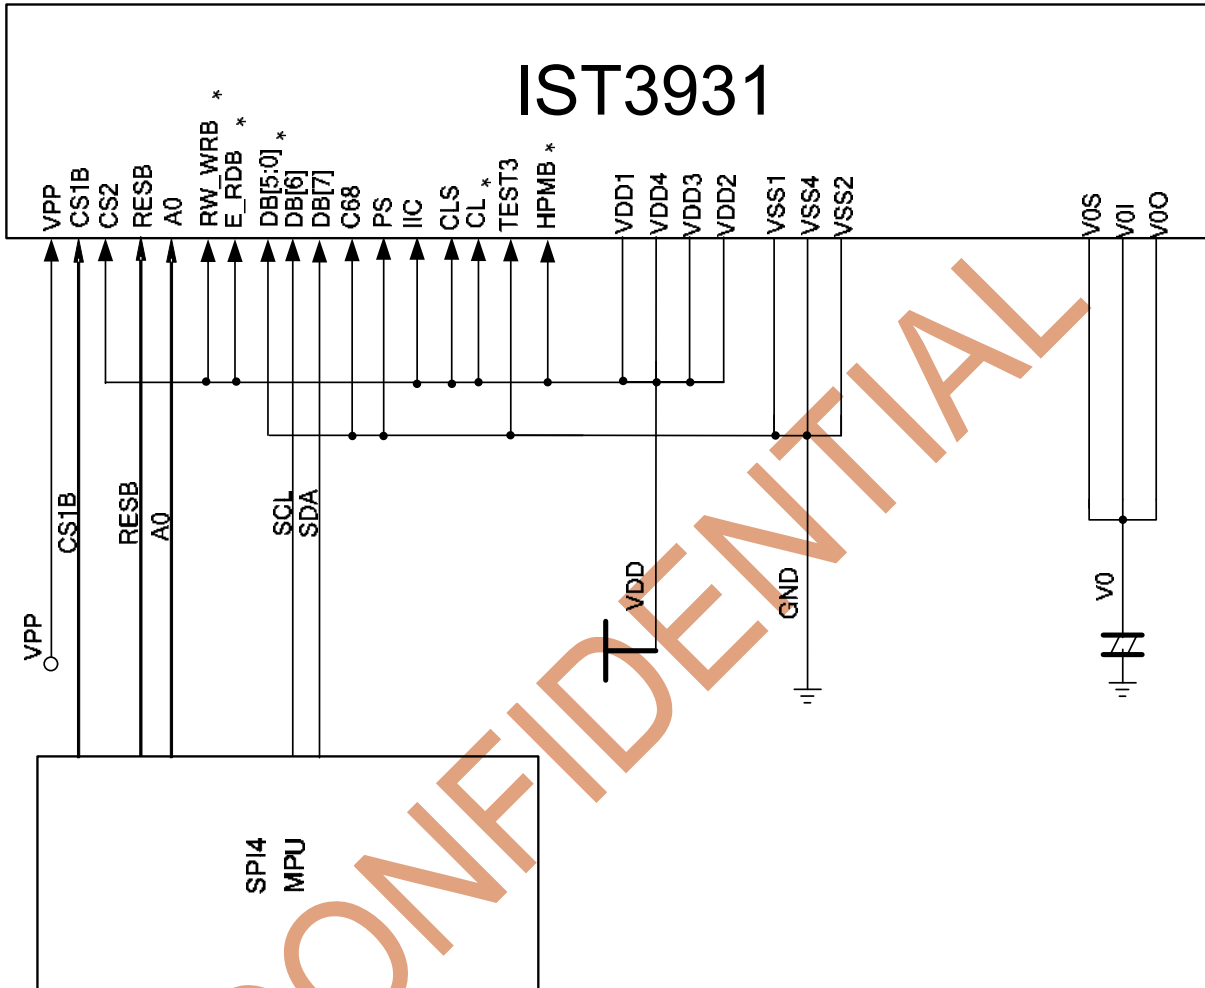 IST3931
VPP
CS1B
CS2
RESB
A0
RW_WRB *
E_RDB *
DB[5:0] *
DB[6]
DB[7]
C68
PS
IIC
CLS
CL *
TEST3
HPMB *
VDD1
VDD4
VDD3
VDD2
VSS1
VSS4
VSS2
V0S
V0I
V0O
CS1B
RESB
A0
SCL
SDA
VPP
VDD
GND
V0
SPI4
MPU
CONFIDENTIAL